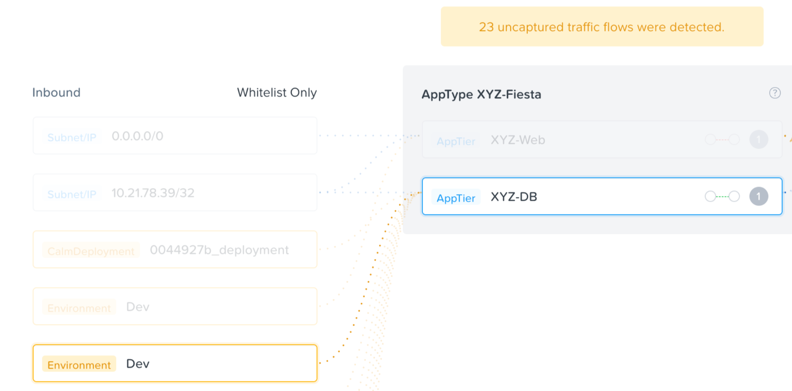 23 uncaptured traffic flows were detected.
Inbound
Whitelist Only
AppType XYZ-Fiesta
?
Subnet/IP 0.0.0.0/0
AppTier XYZ-Web
1
Subnet/IP 10.21.78.39/32
AppTier XYZ-DB
1
CalmDeployment 0044927b_deployment
Environment Dev
Environment Dev